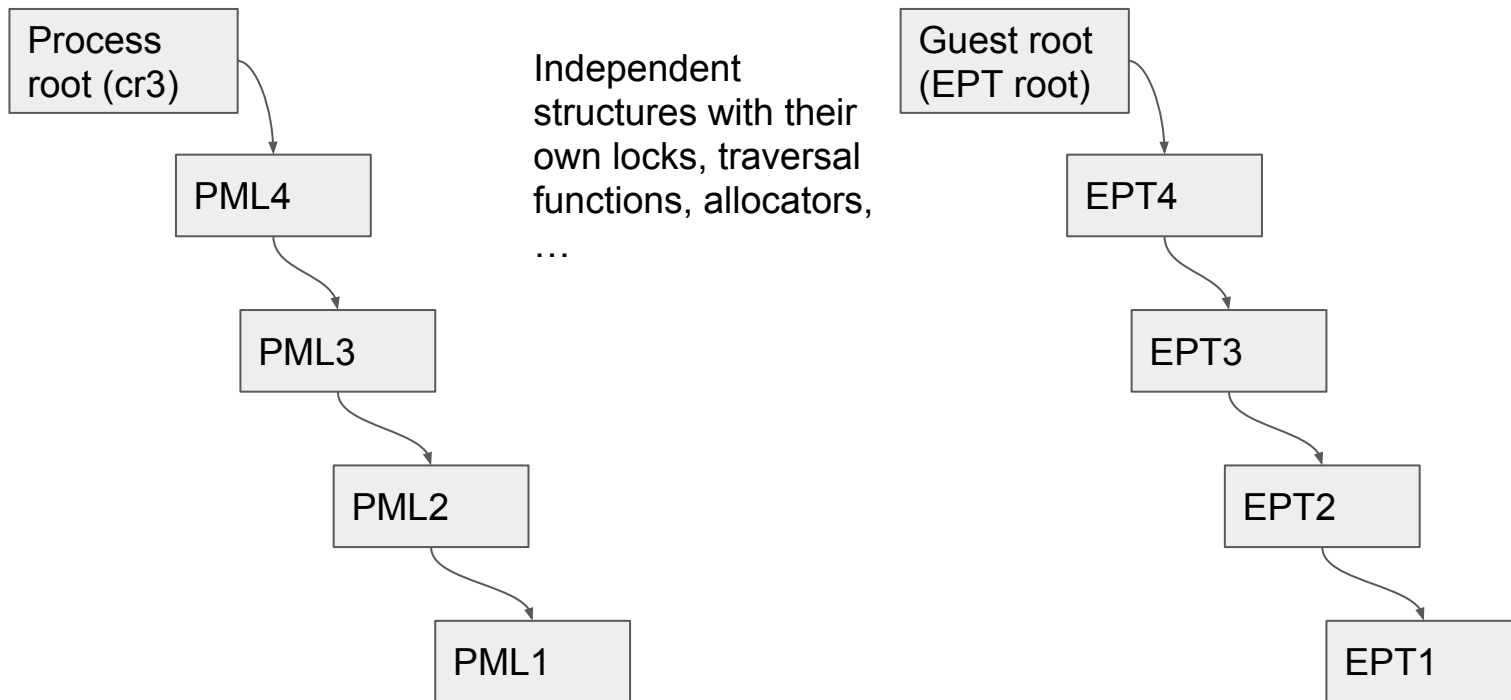 Process
root (cr3)
PML4
PML3
PML2
PML1
Independent
structures with their
own locks, traversal
functions, allocators,
…
Guest root
(EPT root)
EPT4
EPT3
EPT2
EPT1